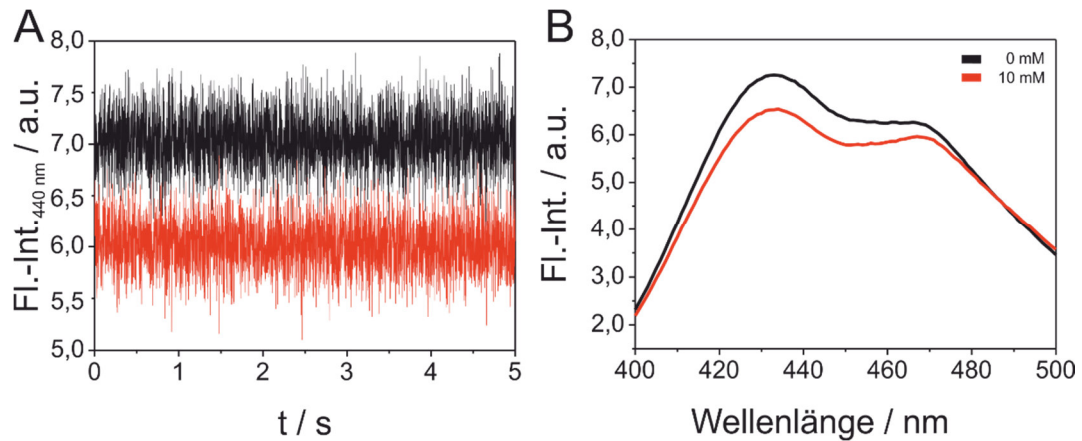 A
Fl.-Int.440 nm / a.u.
8,0
7,5
7,0
6,5
6,0
5,5
5,0
0 1 2 3 4 5
t / s
B
Fl.-Int. / a.u.
8,0
7,0
6,0
5,0
4,0
3,0
2,0
0 mM
10 mM
400 420 440 460 480 500
Wellenlänge / nm